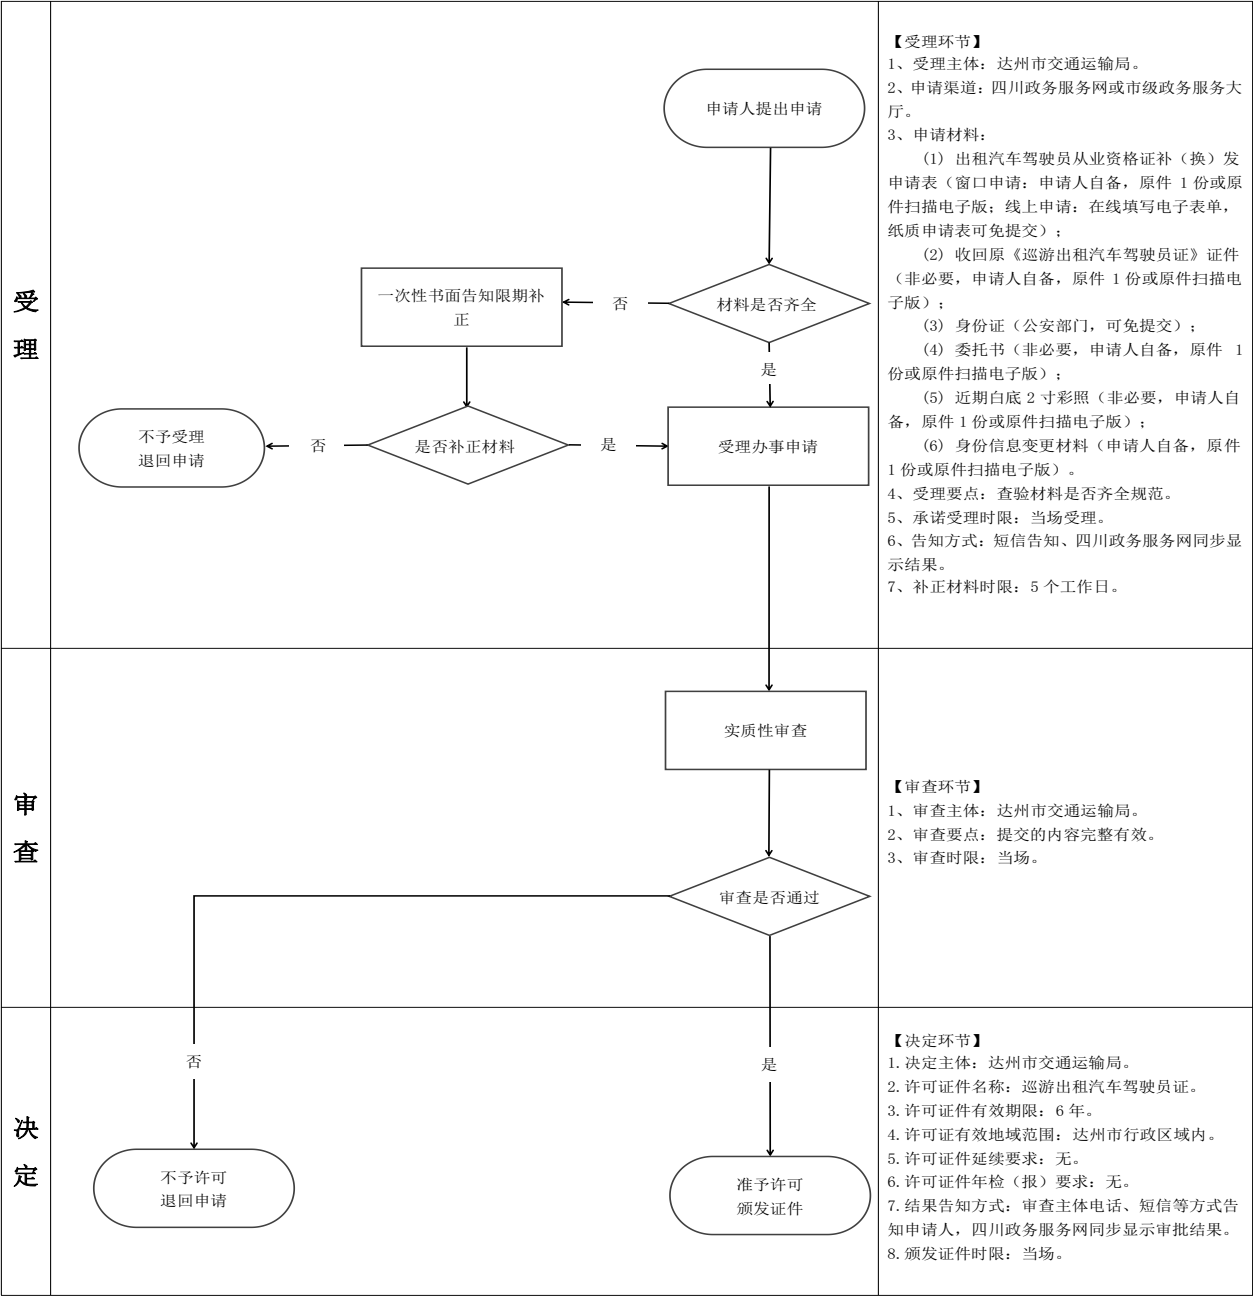 受
理
申请人提出申请
材料是否齐全
否
一次性书面告知限期补
正
是
不予受理
退回申请
否
是否补正材料
是
受理办事申请
【受理环节】
1、受理主体：达州市交通运输局。
2、申请渠道：四川政务服务网或市级政务服务大
厅。
3、申请材料：
(1) 出租汽车驾驶员从业资格证补（换）发
申请表（窗口申请：申请人自备，原件 1 份或原
件扫描电子版；线上申请：在线填写电子表单，
纸质申请表可免提交）；
(2) 收回原《巡游出租汽车驾驶员证》证件
（非必要，申请人自备，原件 1 份或原件扫描电
子版）；
(3) 身份证（公安部门，可免提交）；
(4) 委托书（非必要，申请人自备，原件 1
份或原件扫描电子版）；
(5) 近期白底 2 寸彩照（非必要，申请人自
备，原件 1 份或原件扫描电子版）；
(6) 身份信息变更材料（申请人自备，原件
1 份或原件扫描电子版）。
4、受理要点：查验材料是否齐全规范。
5、承诺受理时限：当场受理。
6、告知方式：短信告知、四川政务服务网同步显
示结果。
7、补正材料时限：5 个工作日。
审
查
实质性审查
审查是否通过
【审查环节】
1、审查主体：达州市交通运输局。
2、审查要点：提交的内容完整有效。
3、审查时限：当场。
决
定
否
是
不予许可
退回申请
准予许可
颁发证件
【决定环节】
1.决定主体：达州市交通运输局。
2.许可证件名称：巡游出租汽车驾驶员证。
3.许可证件有效期限：6 年。
4.许可证有效地域范围：达州市行政区域内。
5.许可证件延续要求：无。
6.许可证件年检（报）要求：无。
7.结果告知方式：审查主体电话、短信等方式告
知申请人，四川政务服务网同步显示审批结果。
8.颁发证件时限：当场。